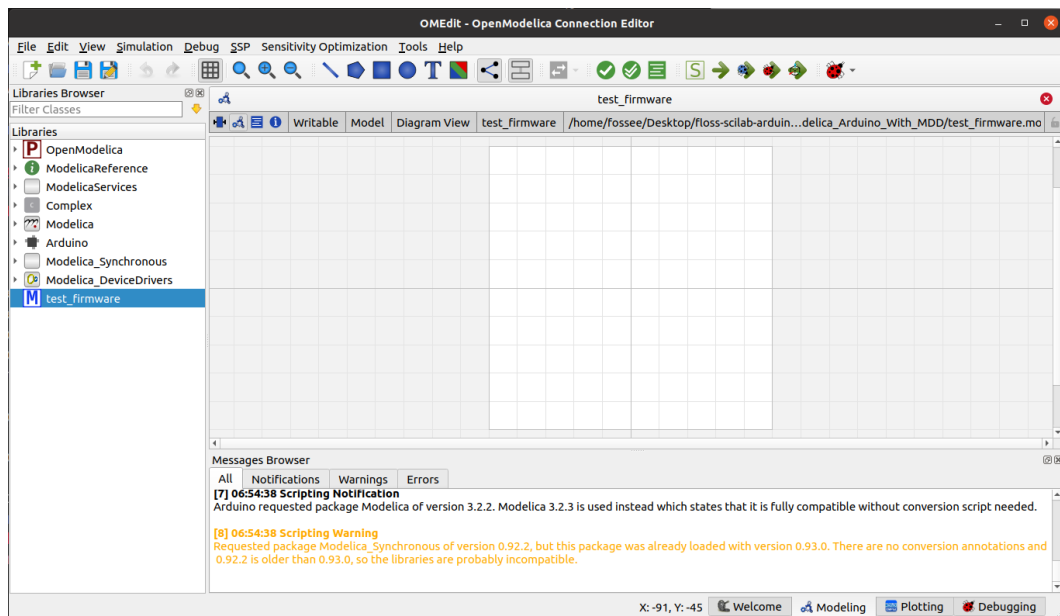 OMEdit - OpenModelica Connection Editor
File Edit View Simulation Debug SSP Sensitivity Optimization Tools Help
T S
Libraries Browser
Filter Classes
test_firmware
Writable Model Diagram View test_firmware /home/fossee/Desktop/floss-scilab-arduin...delica_Arduino_With_MDD/test_firmware.mo
Libraries
P OpenModelica
i ModelicaReference
ModelicaServices
C Complex
Modelica
Arduino
Modelica_Synchronous
Modelica_DeviceDrivers
M test_firmware
Messages Browser
All Notifications Warnings Errors
[7] 06:54:38 Scripting Notification
Arduino requested package Modelica of version 3.2.2. Modelica 3.2.3 is used instead which states that it is fully compatible without conversion script needed.
[8] 06:54:38 Scripting Warning
Requested package Modelica_Synchronous of version 0.92.2, but this package was already loaded with version 0.93.0. There are no conversion annotations and
0.92.2 is older than 0.93.0, so the libraries are probably incompatible.
X: -91, Y: -45 Welcome Modeling Plotting Debugging